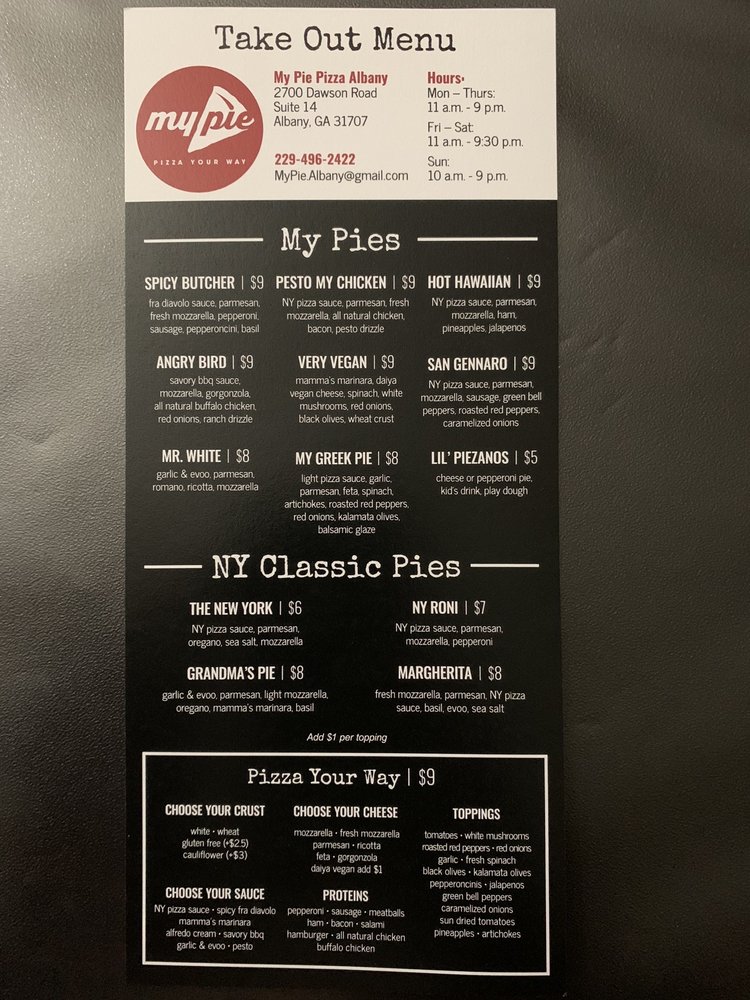 Take Out Menu
my pie
PIZZA YOUR WAY
My Pie Pizza Albany
2700 Dawson Road
Suite 14
Albany, GA 31707
229-496-2422
MyPie.Albany@gmail.com
Hours:
Mon – Thurs:
11 a.m. - 9 p.m.
Fri – Sat:
11 a.m. - 9:30 p.m.
Sun:
10 a.m. - 9 p.m.
My Pies
SPICY BUTCHER | $9
fra diavolo sauce, parmesan,
fresh mozzarella, pepperoni,
sausage, pepperoncini, basil
PESTO MY CHICKEN | $9
NY pizza sauce, parmesan, fresh
mozzarella, all natural chicken,
bacon, pesto drizzle
HOT HAWAIIAN | $9
NY pizza sauce, parmesan,
mozzarella, ham,
pineapples, jalapenos
ANGRY BIRD | $9
savory bbq sauce,
mozzarella, gorgonzola,
all natural buffalo chicken,
red onions, ranch drizzle
VERY VEGAN | $9
mamma's marinara, daiya
vegan cheese, spinach, white
mushrooms, red onions,
black olives, wheat crust
SAN GENNARO | $9
NY pizza sauce, parmesan,
mozzarella, sausage, green bell
peppers, roasted red peppers,
caramelized onions
MR. WHITE | $8
garlic & evoo, parmesan,
romano, ricotta, mozzarella
MY GREEK PIE | $8
light pizza sauce, garlic,
parmesan, feta, spinach,
artichokes, roasted red peppers,
red onions, kalamata olives,
balsamic glaze
LIL' PIEZANOS | $5
cheese or pepperoni pie,
kid's drink, play dough
NY Classic Pies
THE NEW YORK | $6
NY pizza sauce, parmesan,
oregano, sea salt, mozzarella
NY RONI | $7
NY pizza sauce, parmesan,
mozzarella, pepperoni
GRANDMA'S PIE | $8
garlic & evoo, parmesan, light mozzarella,
oregano, mamma's marinara, basil
MARGHERITA | $8
fresh mozzarella, parmesan, NY pizza
sauce, basil, evoo, sea salt
Add $1 per topping
Pizza Your Way | $9
CHOOSE YOUR CRUST
white • wheat
gluten free (+$2.5)
cauliflower (+$3)
CHOOSE YOUR SAUCE
NY pizza sauce • spicy fra diavolo
mamma's marinara
alfredo cream • savory bbq
garlic & evoo • pesto
CHOOSE YOUR CHEESE
mozzarella • fresh mozzarella
parmesan • ricotta
feta • gorgonzola
daiya vegan add $1
PROTEINS
pepperoni • sausage • meatballs
ham • bacon • salami
hamburger • all natural chicken
buffalo chicken
TOPPINGS
tomatoes • white mushrooms
roasted red peppers • red onions
garlic • fresh spinach
black olives • kalamata olives
pepperoncinis • jalapenos
green bell peppers
caramelized onions
sun dried tomatoes
pineapples • artichokes